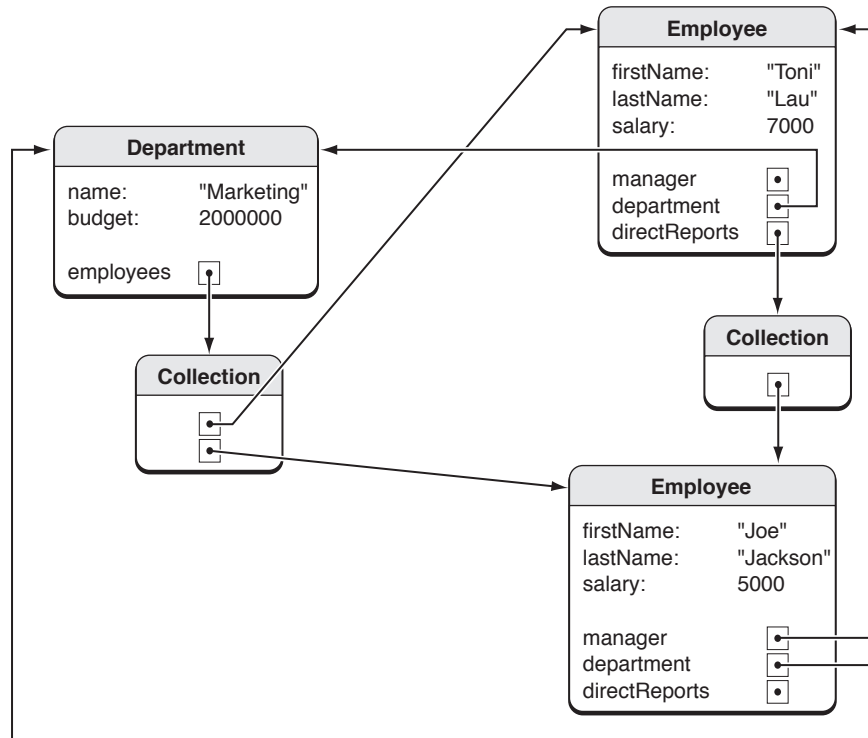 Employee
firstName: "Toni"
lastName: "Lau"
salary: 7000
manager
department
directReports
Department
name: "Marketing"
budget: 2000000
employees
Collection
Collection
Employee
firstName: "Joe"
lastName: "Jackson"
salary: 5000
manager
department
directReports